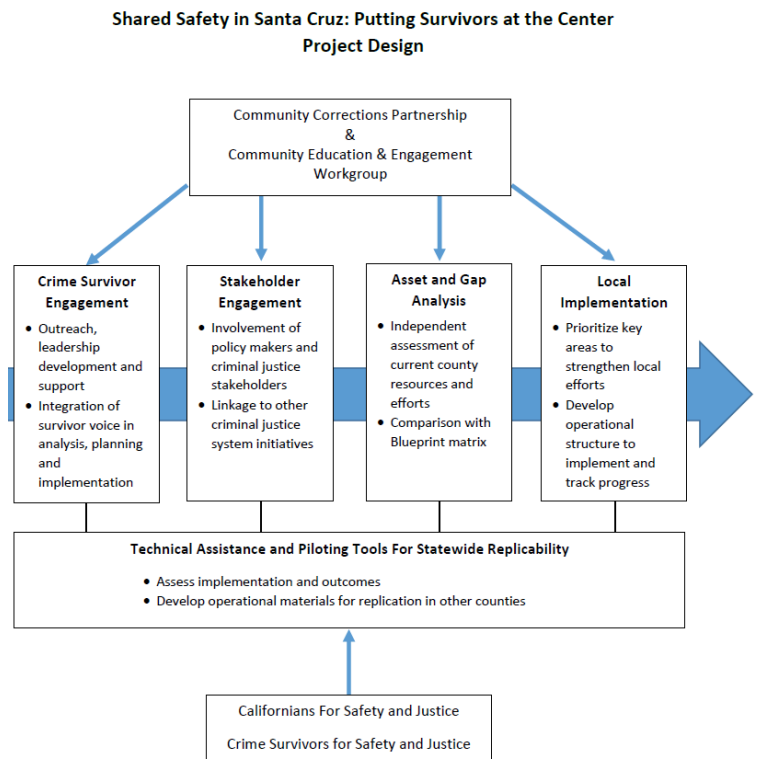 Shared Safety in Santa Cruz: Putting Survivors at the Center
Project Design
Community Corrections Partnership
&
Community Education & Engagement
Workgroup
Crime Survivor
Engagement
• Outreach,
leadership
development and
support
• Integration of
survivor voice in
analysis, planning
and
implementation
Stakeholder
Engagement
• Involvement of
policy makers and
criminal justice
stakeholders
• Linkage to other
criminal justice
system initiatives
Asset and Gap
Analysis
• Independent
assessment of
current county
resources and
efforts
• Comparison with
Blueprint matrix
Local
Implementation
• Prioritize key
areas to
strengthen local
efforts
• Develop
operational
structure to
implement and
track progress
Technical Assistance and Piloting Tools For Statewide Replicability
• Assess implementation and outcomes
• Develop operational materials for replication in other counties
Californians For Safety and Justice
Crime Survivors for Safety and Justice